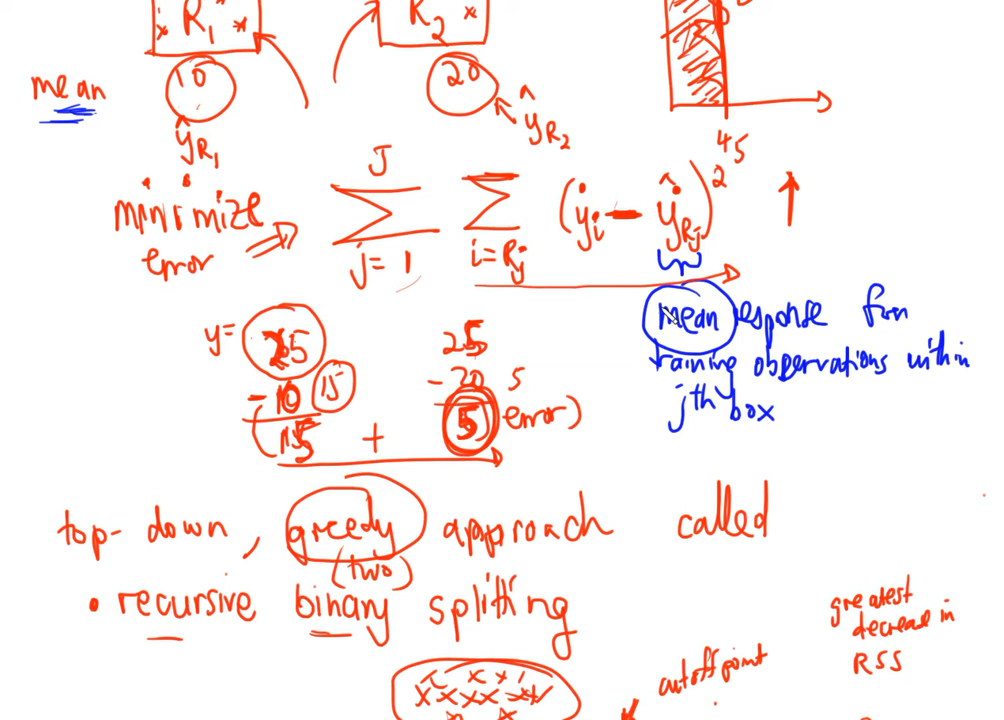 R₁ R₂
mean 10 20
ŷ_R₁ ŷ_R₂ 45
minimize error ⇒ J Σ j=1 Σ i=Rj (yi − ŷRj)² ↑
mean response from
training observations within
jth box
y= 25 25
-10 15 -20 5
(15 + 5 error)
top-down, greedy approach called
(two)
• recursive binary splitting
greatest
decrease in
RSS
cutoff point